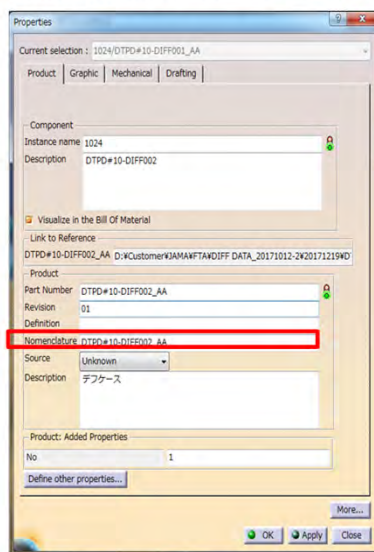 Properties
Current selection : 1024/DTPD#10-DIFF001_AA
Product Graphic Mechanical Drafting
Component
Instance name 1024
Description DTPD#10-DIFF002
Visualize in the Bill Of Material
Link to Reference
DTPD#10-DIFF002_AA D:¥Customer¥JAMA¥FTA¥DIFF DATA_20171012-2¥20171219¥D
Product
Part Number DTPD#10-DIFF002_AA
Revision 01
Definition
Nomenclature DTPD#10-DIFF002_AA
Source Unknown
Description デフケース
Product: Added Properties
No 1
Define other properties...
More...
OK Apply Close